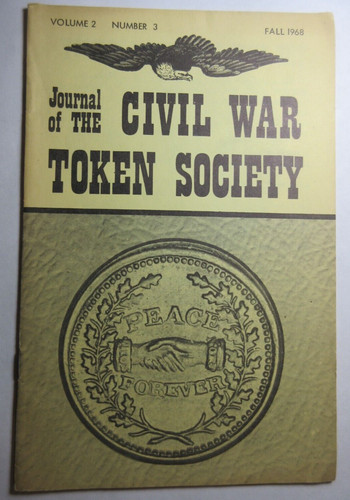 VOLUME 2 NUMBER 3 FALL 1968
Journal
of THE CIVIL WAR
TOKEN SOCIETY
PEACE
FOREVER